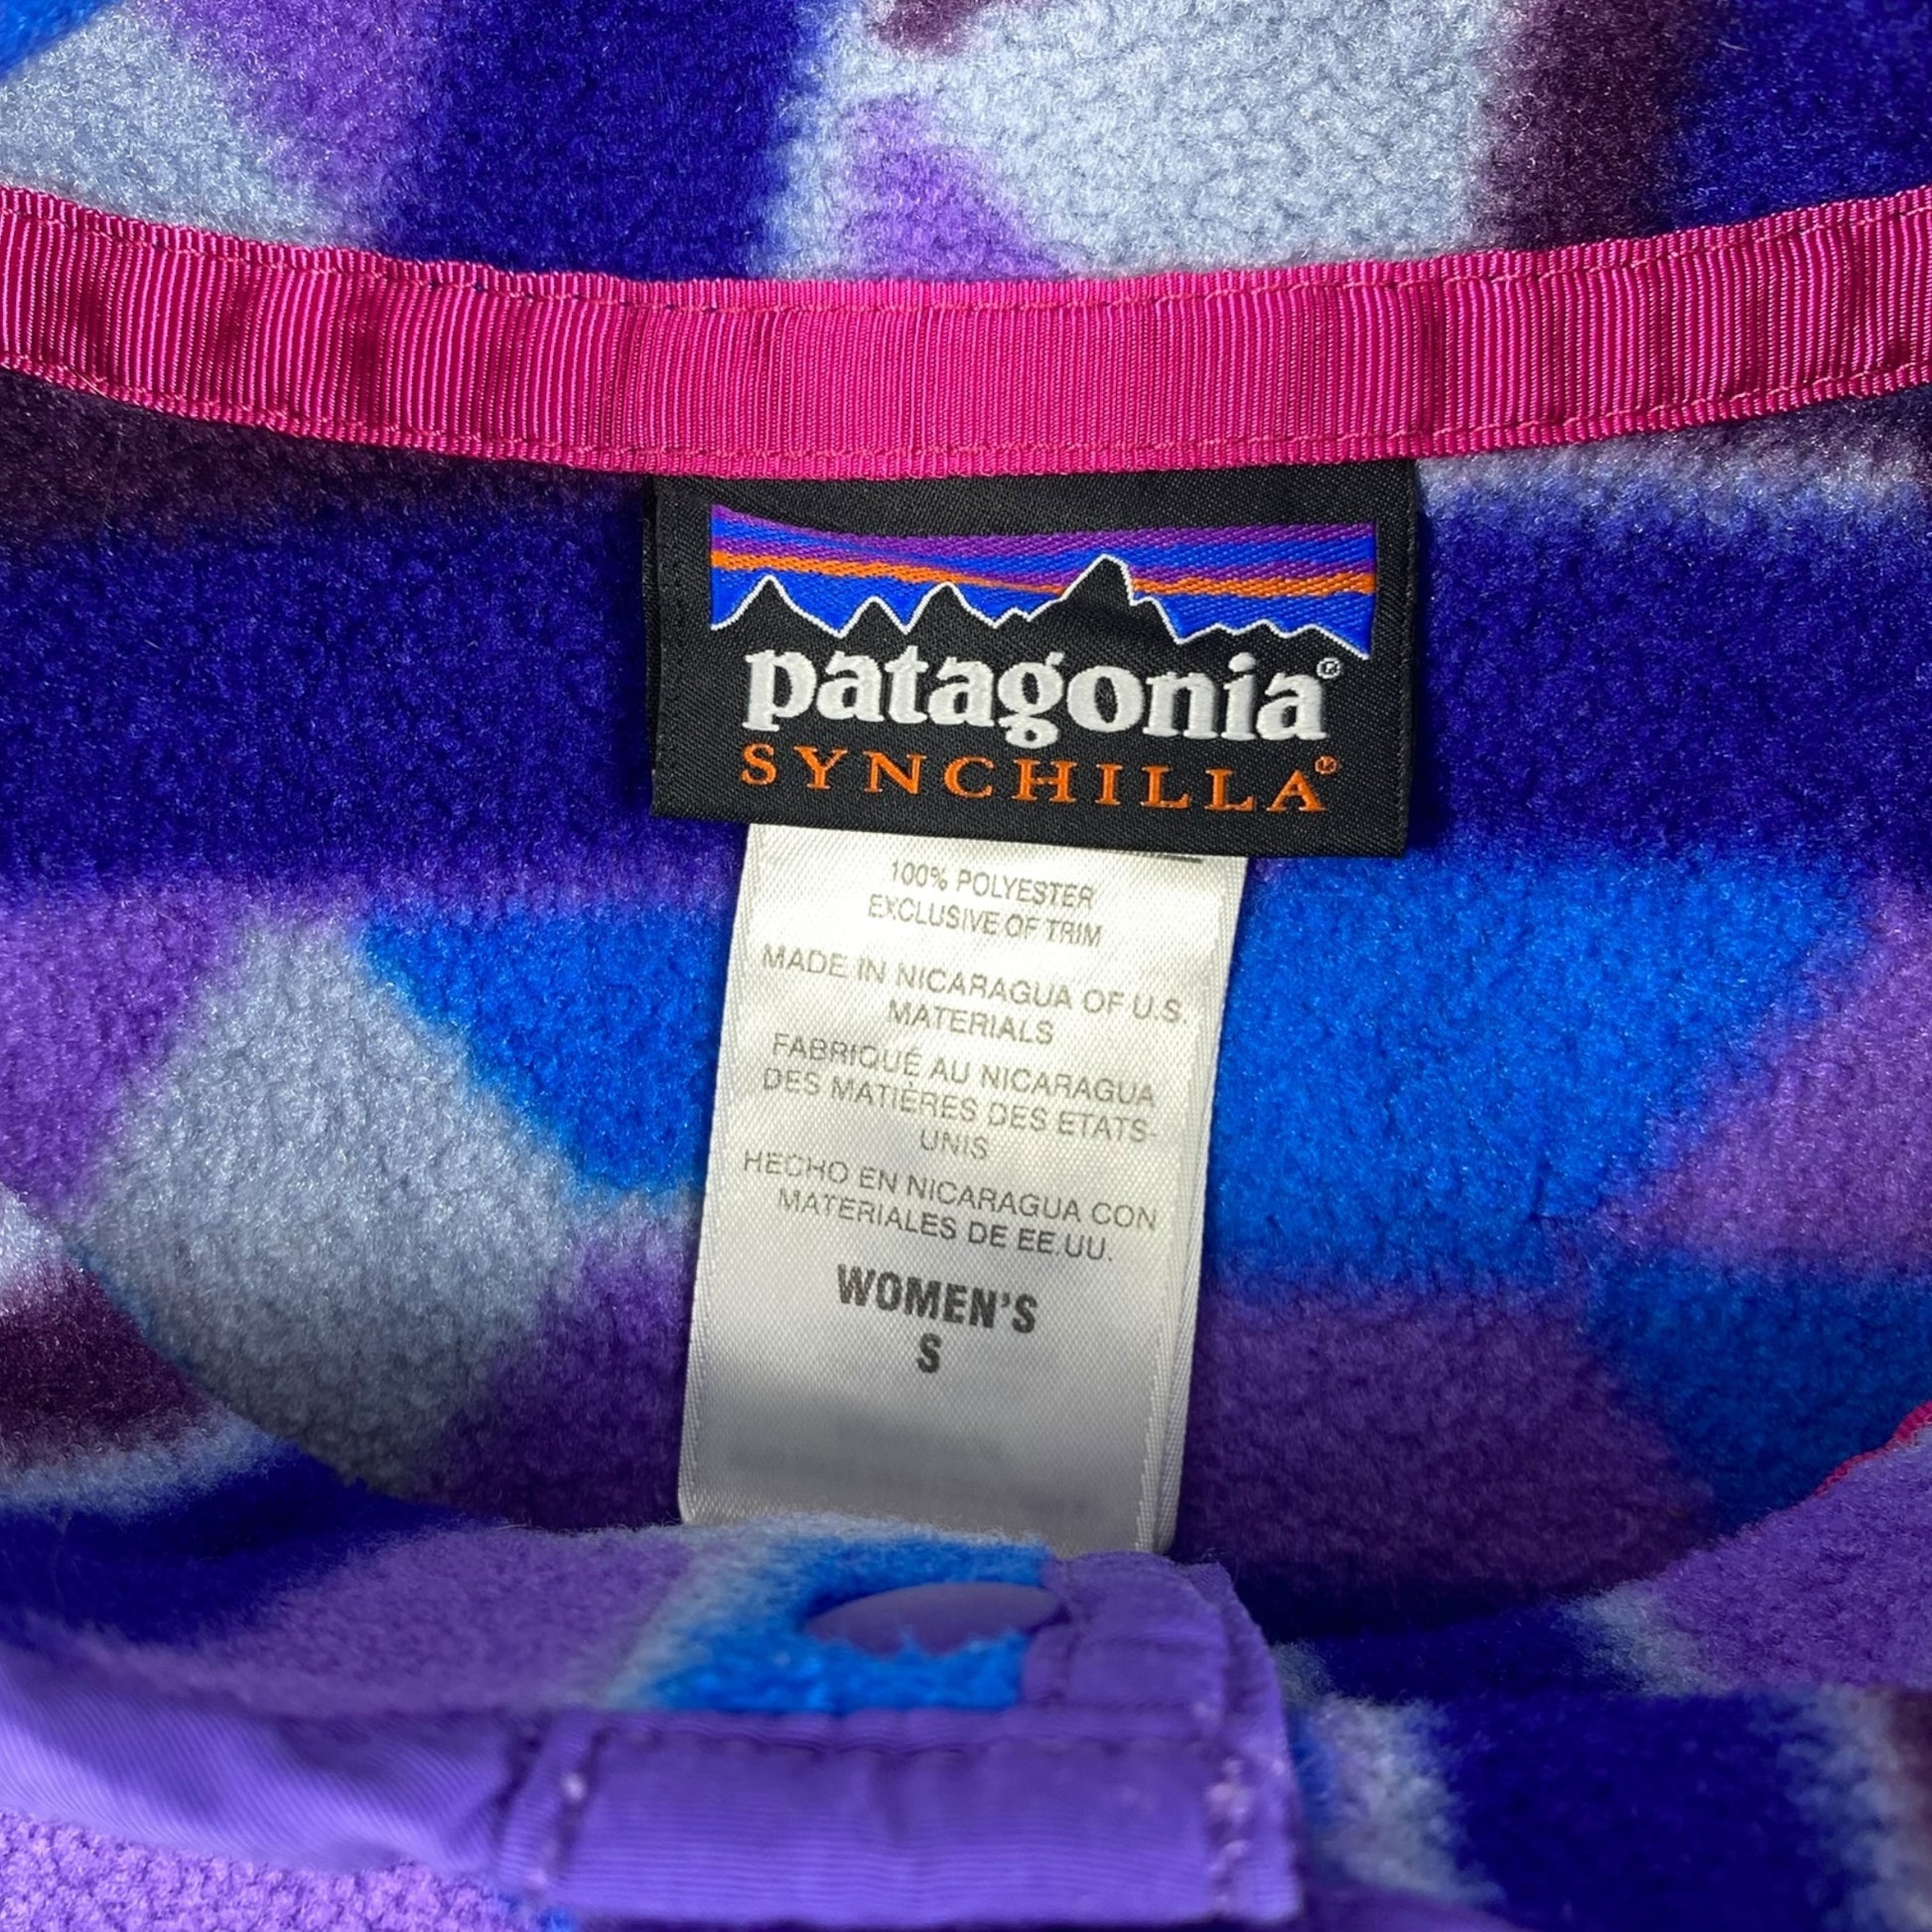 patagonia®
SYNCHILLA®
100% POLYESTER
EXCLUSIVE OF TRIM
MADE IN NICARAGUA OF U.S.
MATERIALS
FABRIQUÉ AU NICARAGUA
DES MATIÈRES DES ETATS-
UNIS
HECHO EN NICARAGUA CON
MATERIALES DE EE.UU.
WOMEN'S
S